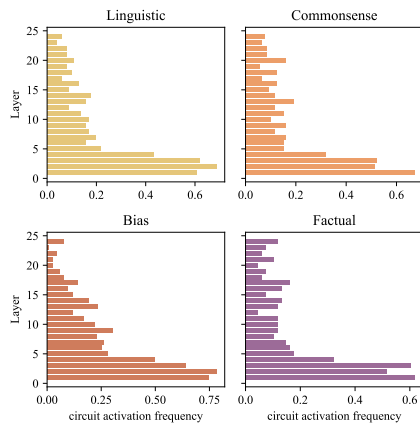 Linguistic
Commonsense
25
20
15
10
5
0
Layer
0.0 0.2 0.4 0.6
0.0 0.2 0.4 0.6
Bias
Factual
25
20
15
10
5
0
Layer
0.00 0.25 0.50 0.75
0.0 0.2 0.4 0.6
circuit activation frequency
circuit activation frequency